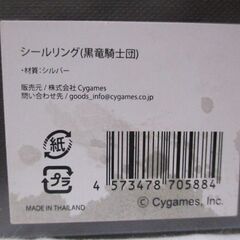 シールリング(黒竜騎士団)
・材質：シルバー
販売元 / 株式会社 Cygames
問い合わせ先 / goods_info@cygames.co.jp
紙
プラ
4 573478 705884
MADE IN THAILAND
© Cygames, Inc.